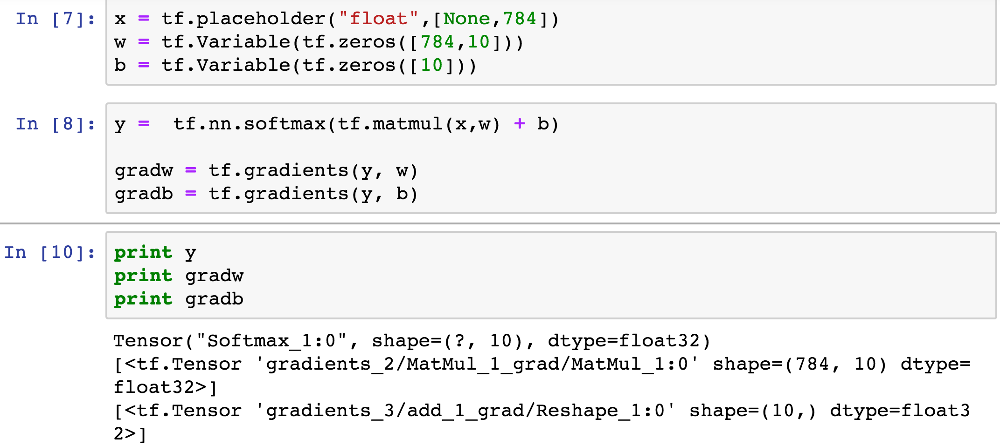 In [7]: x = tf.placeholder("float",[None,784])
w = tf.Variable(tf.zeros([784,10]))
b = tf.Variable(tf.zeros([10]))
In [8]: y =  tf.nn.softmax(tf.matmul(x,w) + b)
gradw = tf.gradients(y, w)
gradb = tf.gradients(y, b)
In [10]: print y
print gradw
print gradb
Tensor("Softmax_1:0", shape=(?, 10), dtype=float32)
[<tf.Tensor 'gradients_2/MatMul_1_grad/MatMul_1:0' shape=(784, 10) dtype=
float32>]
[<tf.Tensor 'gradients_3/add_1_grad/Reshape_1:0' shape=(10,) dtype=float3
2>]